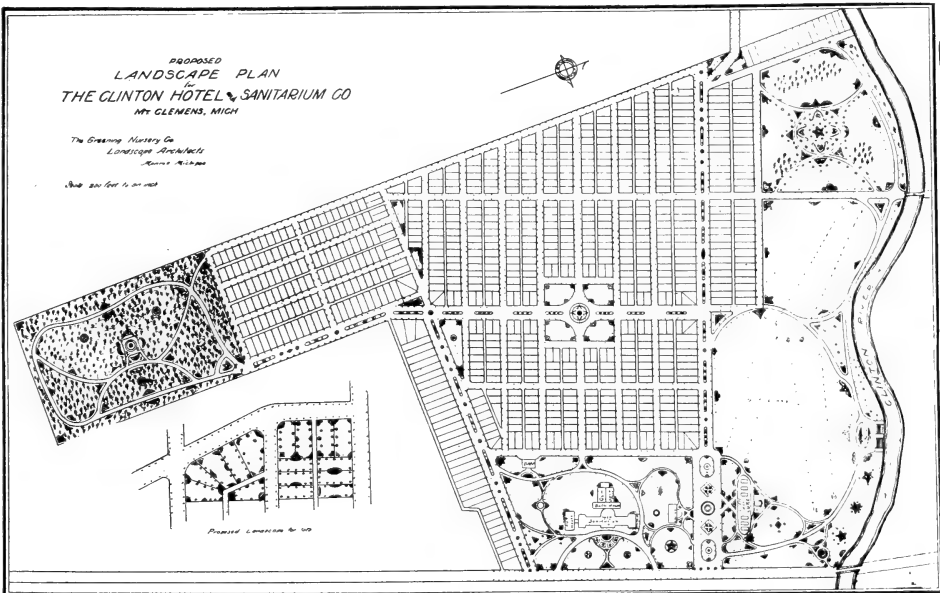 PROPOSED
LANDSCAPE PLAN
for
THE CLINTON HOTEL & SANITARIUM CO
MT CLEMENS, MICH
The Greening Nursery Co
Landscape Architects
Monroe Michigan
Scale 200 feet to an inch
CLINTON RIVER
Proposed Landscape for